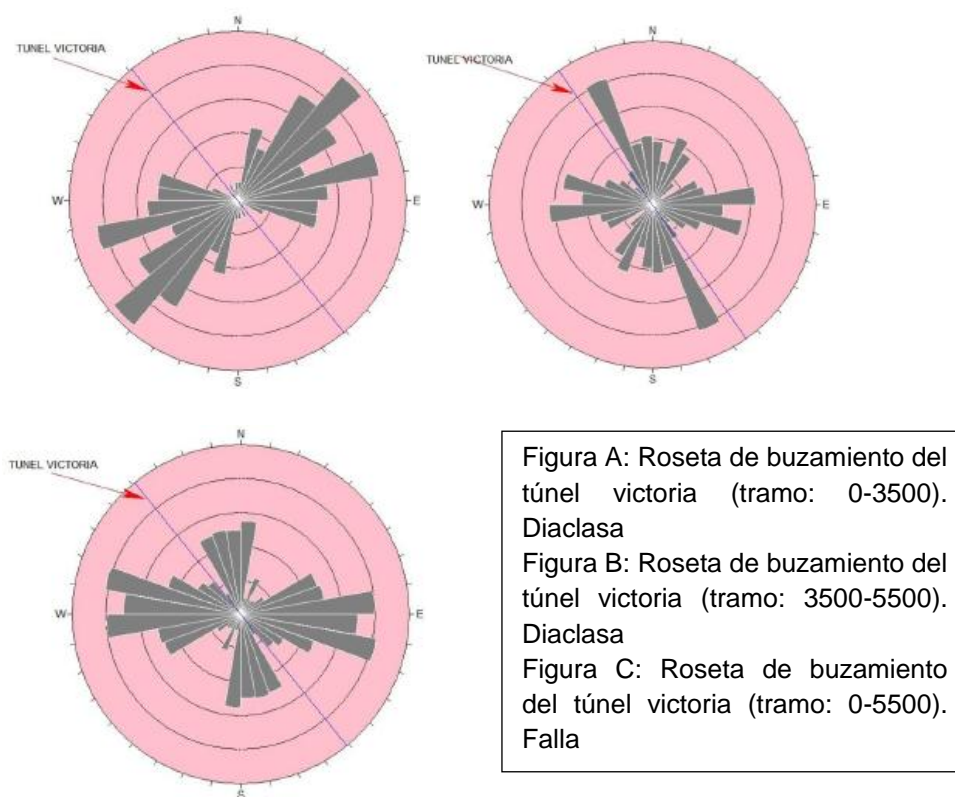 N
TUNEL VICTORIA
W
E
S
N
TUNEL VICTORIA
W
E
S
N
TUNEL VICTORIA
W
E
S
Figura A: Roseta de buzamiento del
túnel victoria (tramo: 0-3500).
Diaclasa
Figura B: Roseta de buzamiento del
túnel victoria (tramo: 3500-5500).
Diaclasa
Figura C: Roseta de buzamiento
del túnel victoria (tramo: 0-5500).
Falla